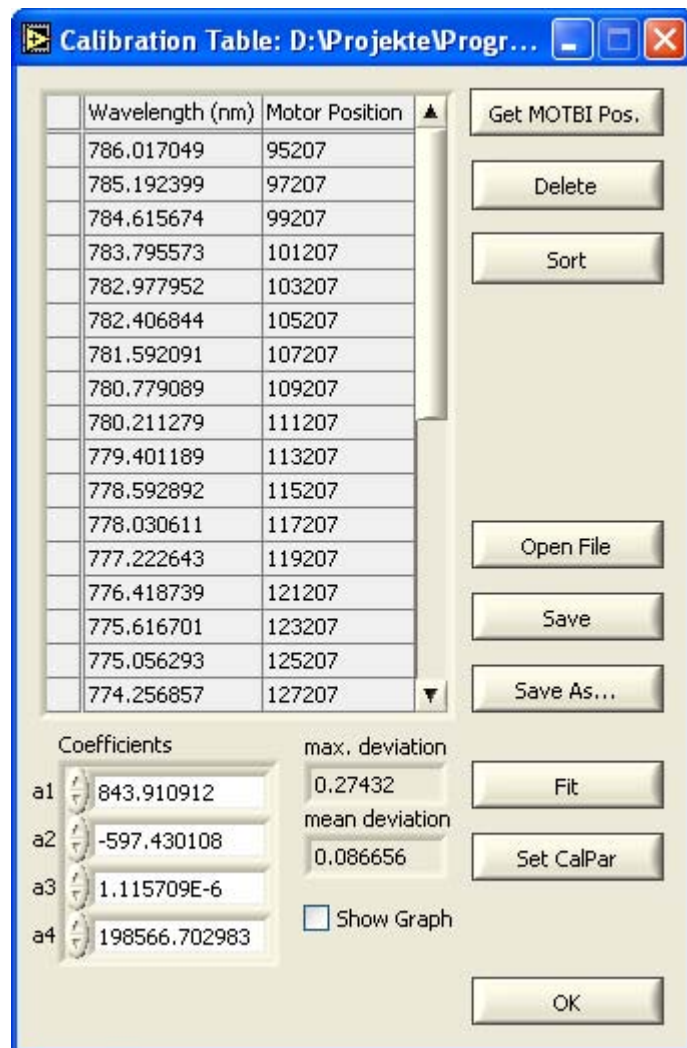 Calibration Table: D:\Projekte\Progr...
Wavelength (nm) Motor Position
786.017049 95207
785.192399 97207
784.615674 99207
783.795573 101207
782.977952 103207
782.406844 105207
781.592091 107207
780.779089 109207
780.211279 111207
779.401189 113207
778.592892 115207
778.030611 117207
777.222643 119207
776.418739 121207
775.616701 123207
775.056293 125207
774.256857 127207
Get MOTBI Pos.
Delete
Sort
Open File
Save
Save As...
Coefficients
a1 843.910912
a2 -597.430108
a3 1.115709E-6
a4 198566.702983
max. deviation
0.27432
mean deviation
0.086656
Show Graph
Fit
Set CalPar
OK